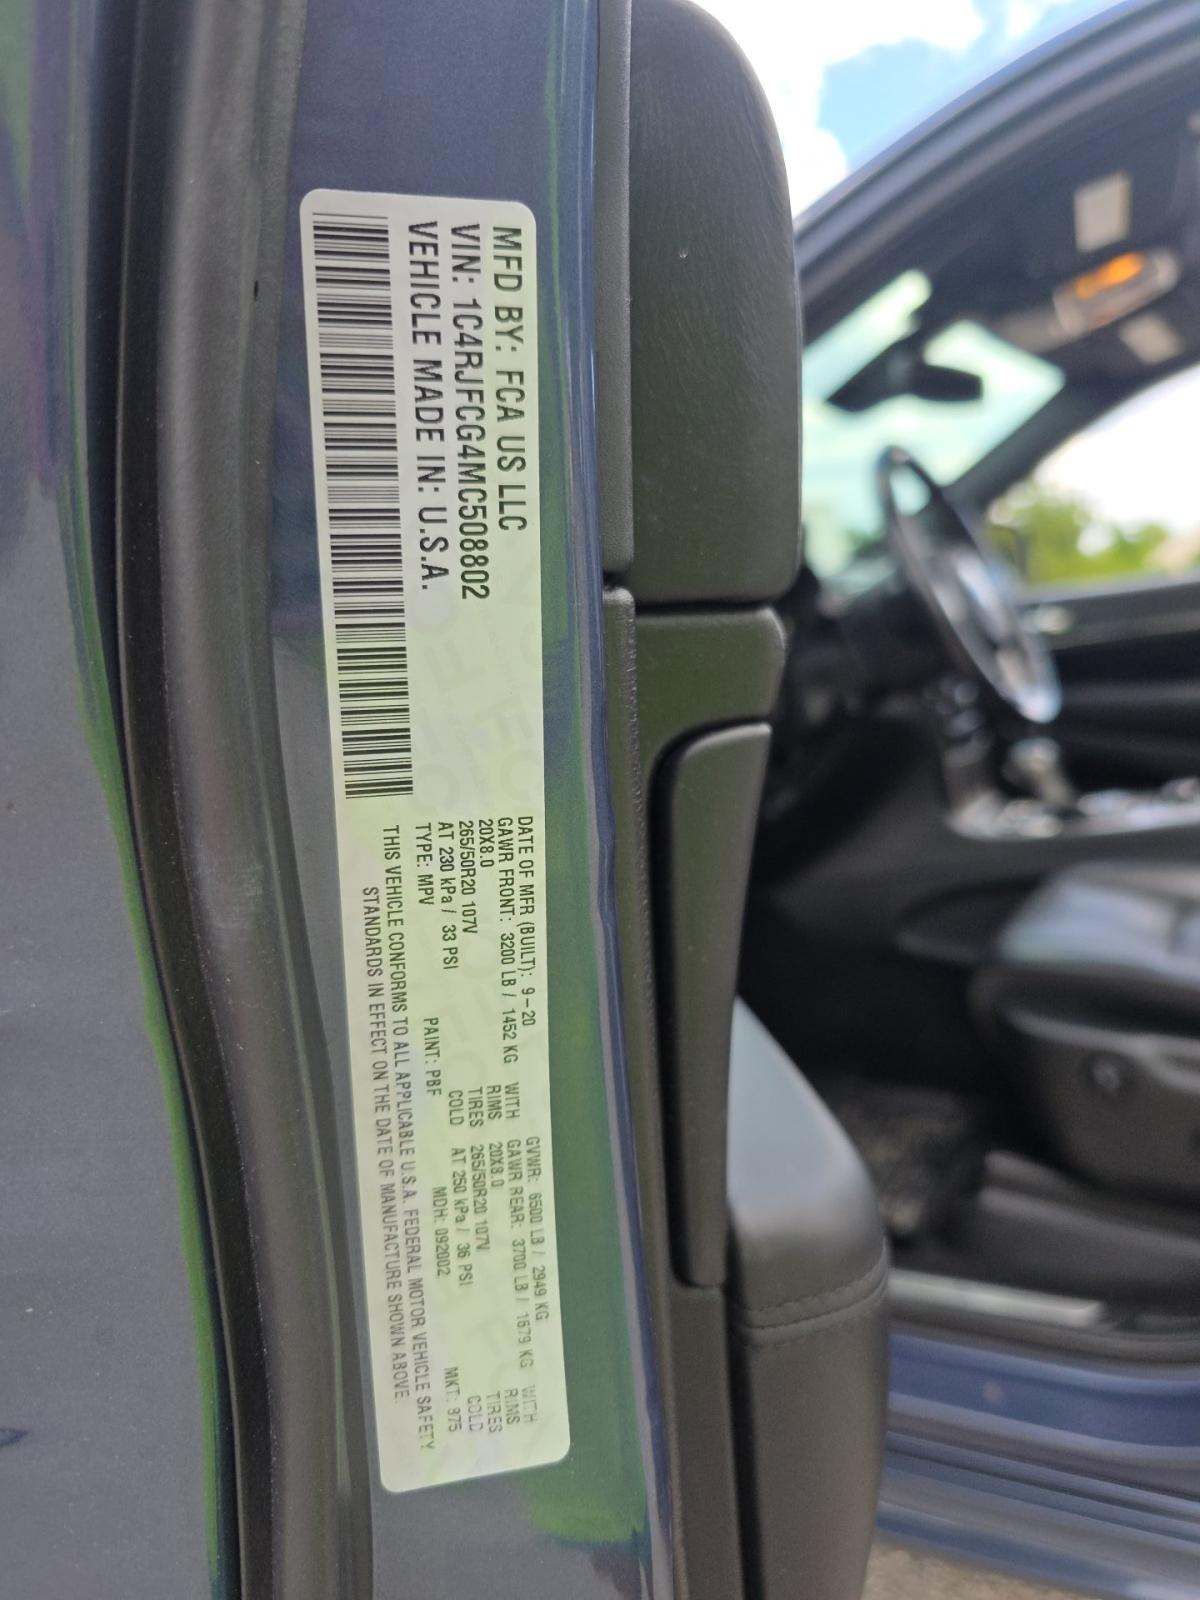 MFD BY: FCA US LLC
VIN: 1C4RJFCG4MC508802
VEHICLE MADE IN: U.S.A.
DATE OF MFR (BUILT): 9-20 GVWR: 6500 LB / 2949 KG
GAWR FRONT: 3200 LB / 1452 KG WITH GAWR REAR: 3700 LB / 1679 KG WITH
20X8.0 RIMS 20X8.0 RIMS
265/50R20 107V TIRES 265/50R20 107V TIRES
AT 230 kPa / 33 PSI COLD AT 250 kPa / 36 PSI COLD
TYPE: MPV PAINT: PBF MDH: 092002 MKT:
THIS VEHICLE CONFORMS TO ALL APPLICABLE U.S.A. FEDERAL MOTOR VEHICLE SAFETY
STANDARDS IN EFFECT ON THE DATE OF MANUFACTURE SHOWN ABOVE.